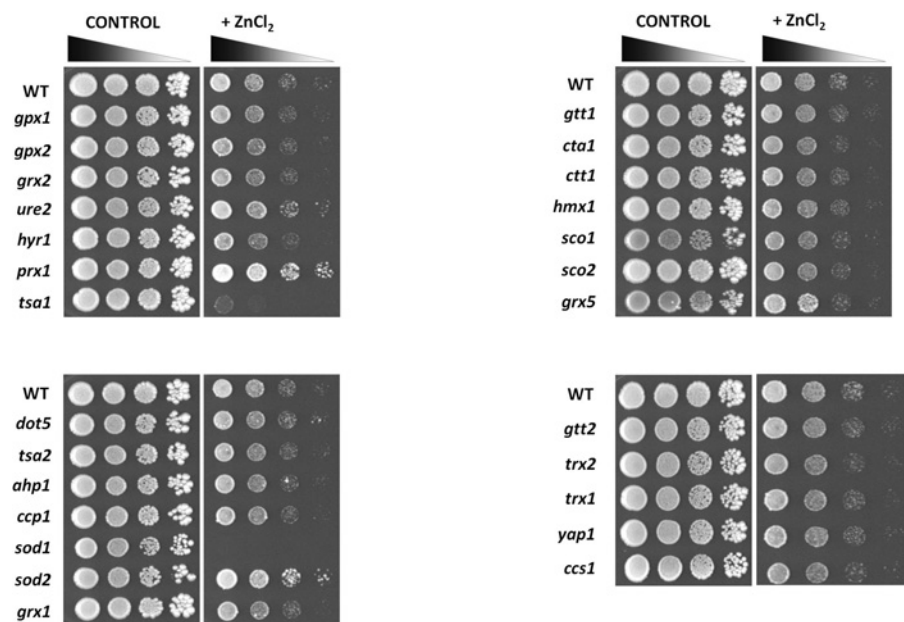 CONTROL
+ ZnCl₂
WT
gpx1
gpx2
grx2
ure2
hyr1
prx1
tsa1
CONTROL
+ ZnCl₂
WT
gtt1
cta1
ctt1
hmx1
sco1
sco2
grx5
WT
dot5
tsa2
ahp1
ccp1
sod1
sod2
grx1
WT
gtt2
trx2
trx1
yap1
ccs1